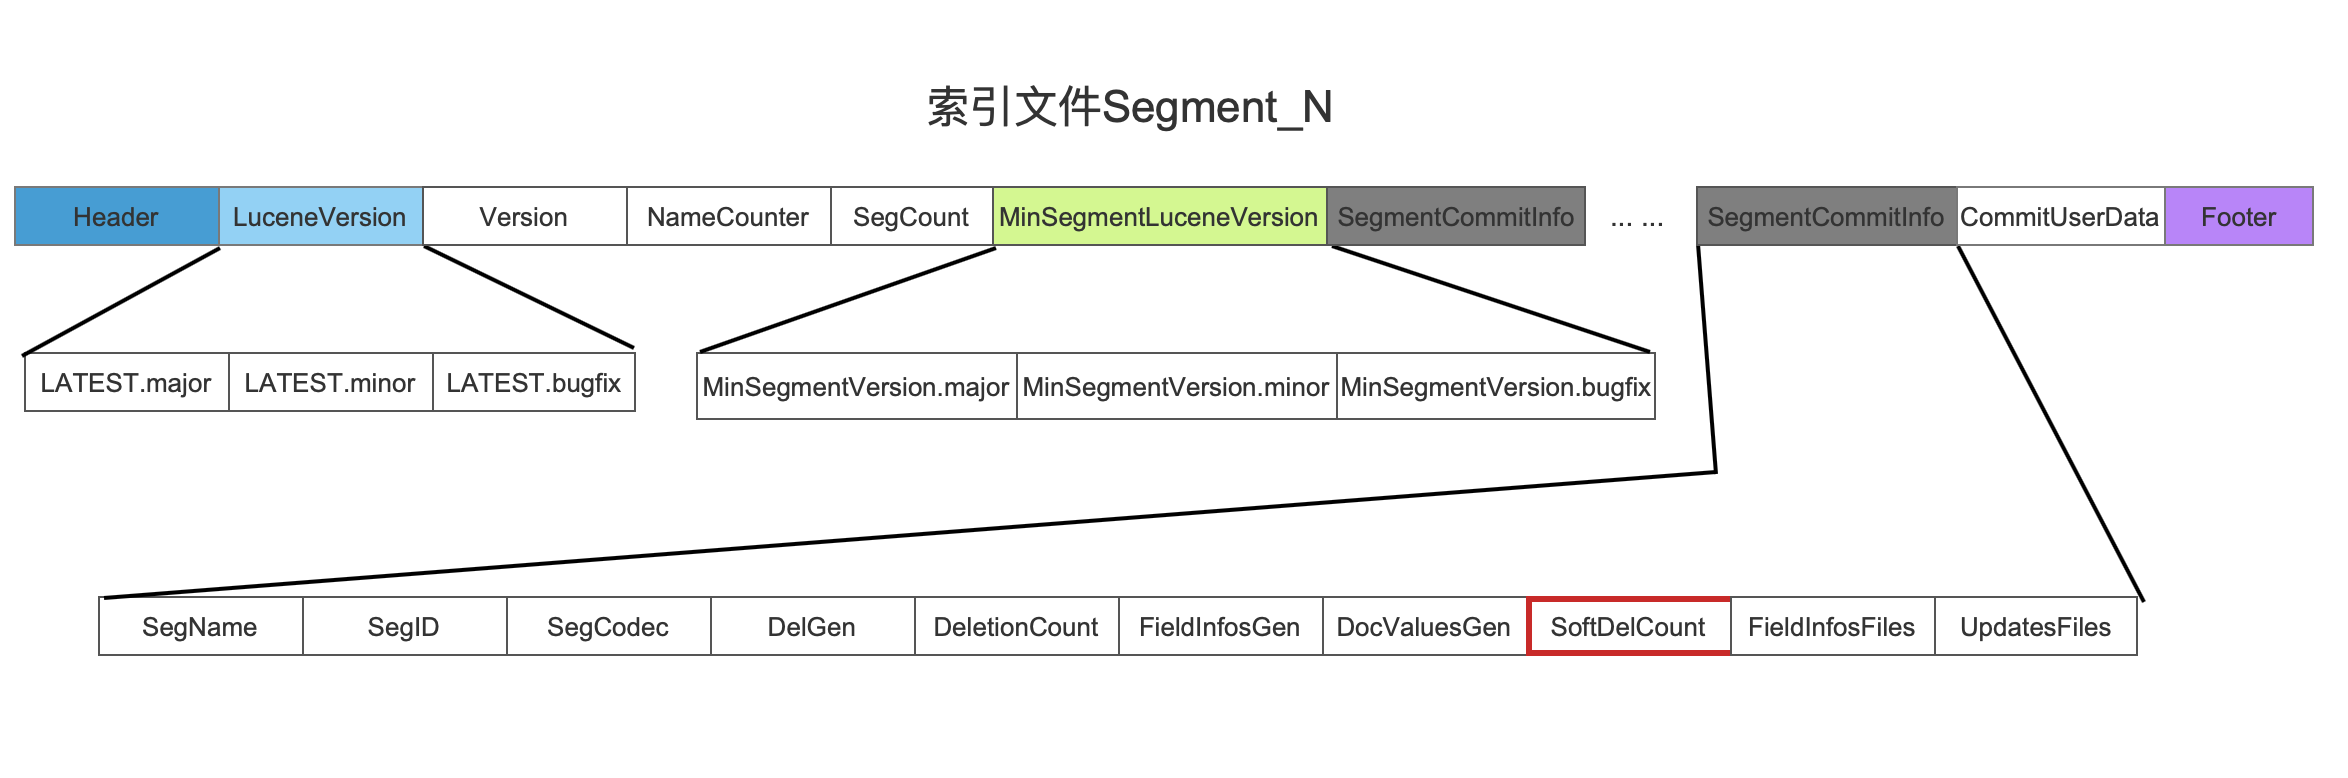 索引文件Segment_N
Header LuceneVersion Version NameCounter SegCount MinSegmentLuceneVersion SegmentCommitInfo ... ... SegmentCommitInfo CommitUserData Footer
LATEST.major LATEST.minor LATEST.bugfix
MinSegmentVersion.major MinSegmentVersion.minor MinSegmentVersion.bugfix
SegName SegID SegCodec DelGen DeletionCount FieldInfosGen DocValuesGen SoftDelCount FieldInfosFiles UpdatesFiles